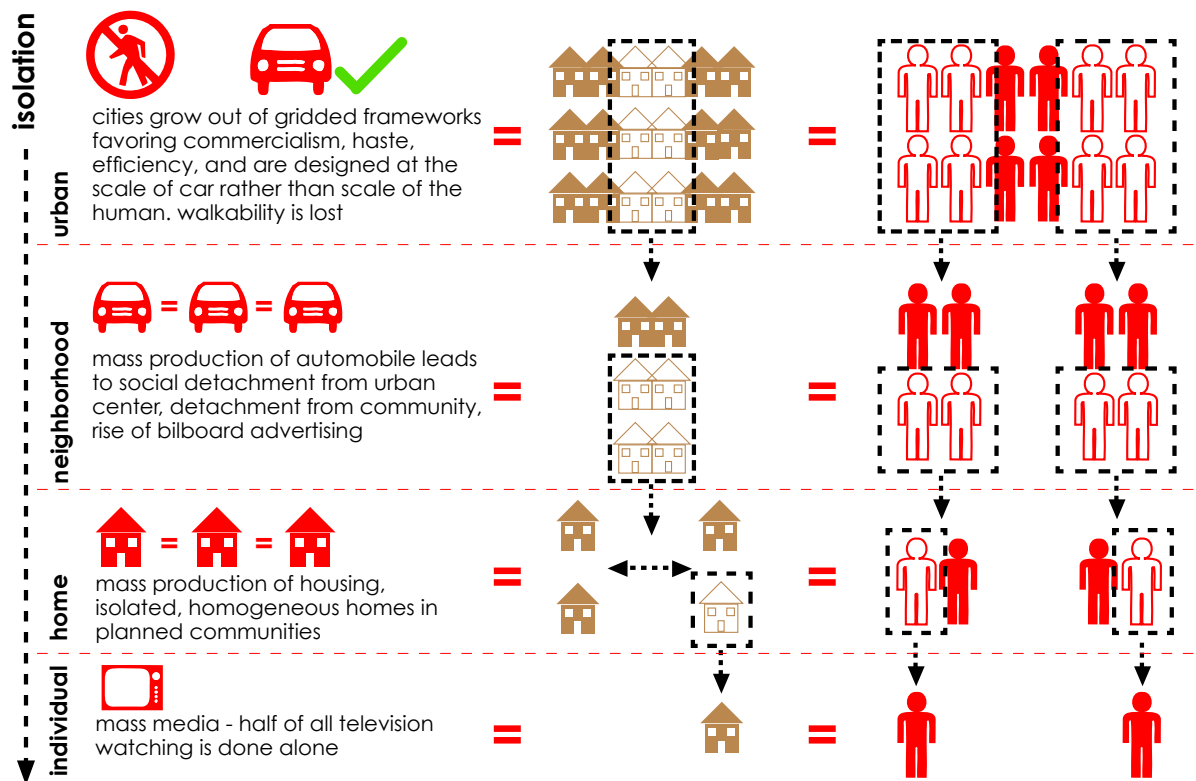 isolation
urban
cities grow out of gridded frameworks
favoring commercialism, haste,
efficiency, and are designed at the
scale of car rather than scale of the
human. walkability is lost
=
=
neighborhood
= =
mass production of automobile leads
to social detachment from urban
center, detachment from community,
rise of bilboard advertising
=
=
home
= =
mass production of housing,
isolated, homogeneous homes in
planned communities
=
=
individual
mass media - half of all television
watching is done alone
=
=